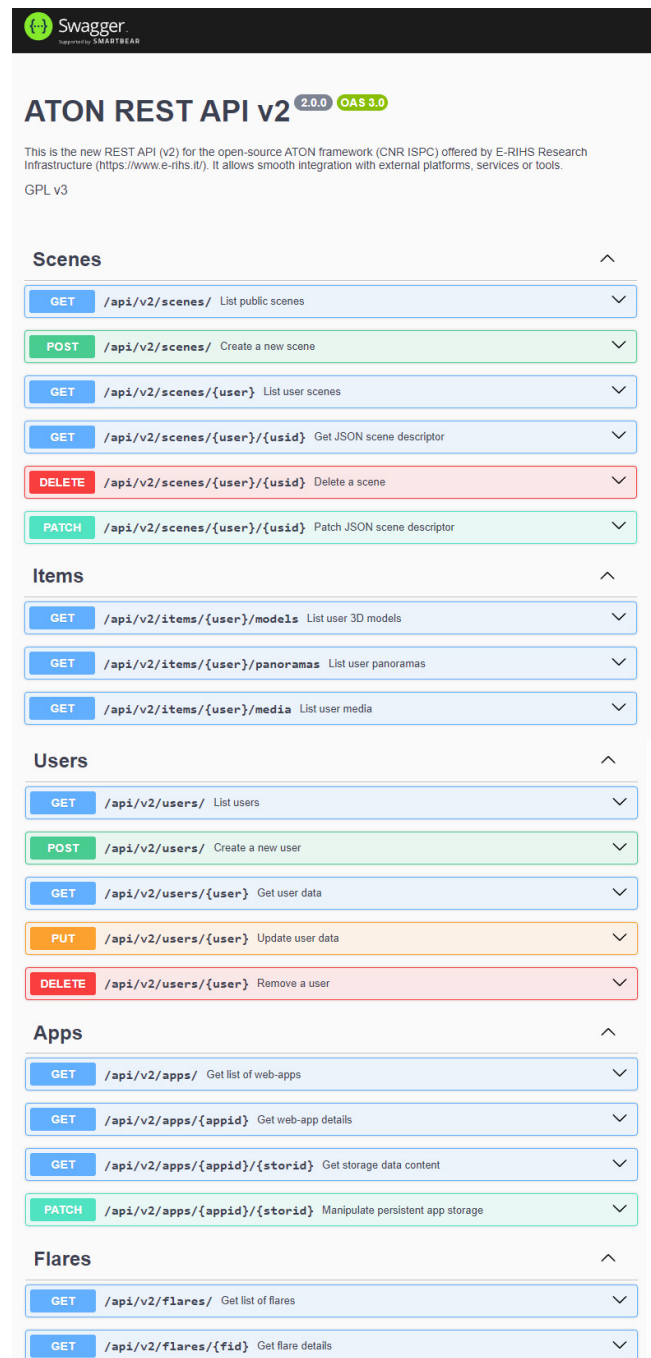 Swagger.
Supported by SMARTBEAR
ATON REST API v2 2.0.0 OAS 3.0
This is the new REST API (v2) for the open-source ATON framework (CNR ISPC) offered by E-RIHS Research
Infrastructure (https://www.e-rihs.it/). It allows smooth integration with external platforms, services or tools.
GPL v3
Scenes
GET /api/v2/scenes/ List public scenes
POST /api/v2/scenes/ Create a new scene
GET /api/v2/scenes/{user} List user scenes
GET /api/v2/scenes/{user}/{usid} Get JSON scene descriptor
DELETE /api/v2/scenes/{user}/{usid} Delete a scene
PATCH /api/v2/scenes/{user}/{usid} Patch JSON scene descriptor
Items
GET /api/v2/items/{user}/models List user 3D models
GET /api/v2/items/{user}/panoramas List user panoramas
GET /api/v2/items/{user}/media List user media
Users
GET /api/v2/users/ List users
POST /api/v2/users/ Create a new user
GET /api/v2/users/{user} Get user data
PUT /api/v2/users/{user} Update user data
DELETE /api/v2/users/{user} Remove a user
Apps
GET /api/v2/apps/ Get list of web-apps
GET /api/v2/apps/{appid} Get web-app details
GET /api/v2/apps/{appid}/{storid} Get storage data content
PATCH /api/v2/apps/{appid}/{storid} Manipulate persistent app storage
Flares
GET /api/v2/flares/ Get list of flares
GET /api/v2/flares/{fid} Get flare details